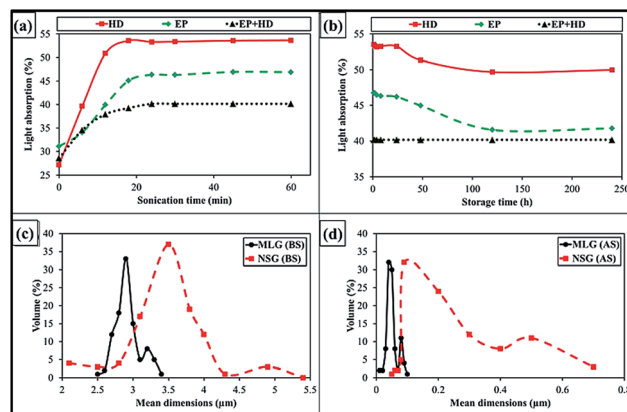 (a)
HD EP EP+HD
Light absorption (%)
55
50
45
40
35
30
25
0 20 40 60
Sonication time (min)
(b)
HD EP EP+HD
Light absorption (%)
55
50
45
40
35
0 50 100 150 200 250
Storage time (h)
(c)
MLG (BS)
NSG (BS)
Volume (%)
40
35
30
25
20
15
10
5
0
2 2.5 3 3.5 4 4.5 5 5.5
Mean dimensions (µm)
(d)
MLG (AS)
NSG (AS)
Volume (%)
40
35
30
25
20
15
10
5
0
0 0.2 0.4 0.6 0.8
Mean dimensions (µm)